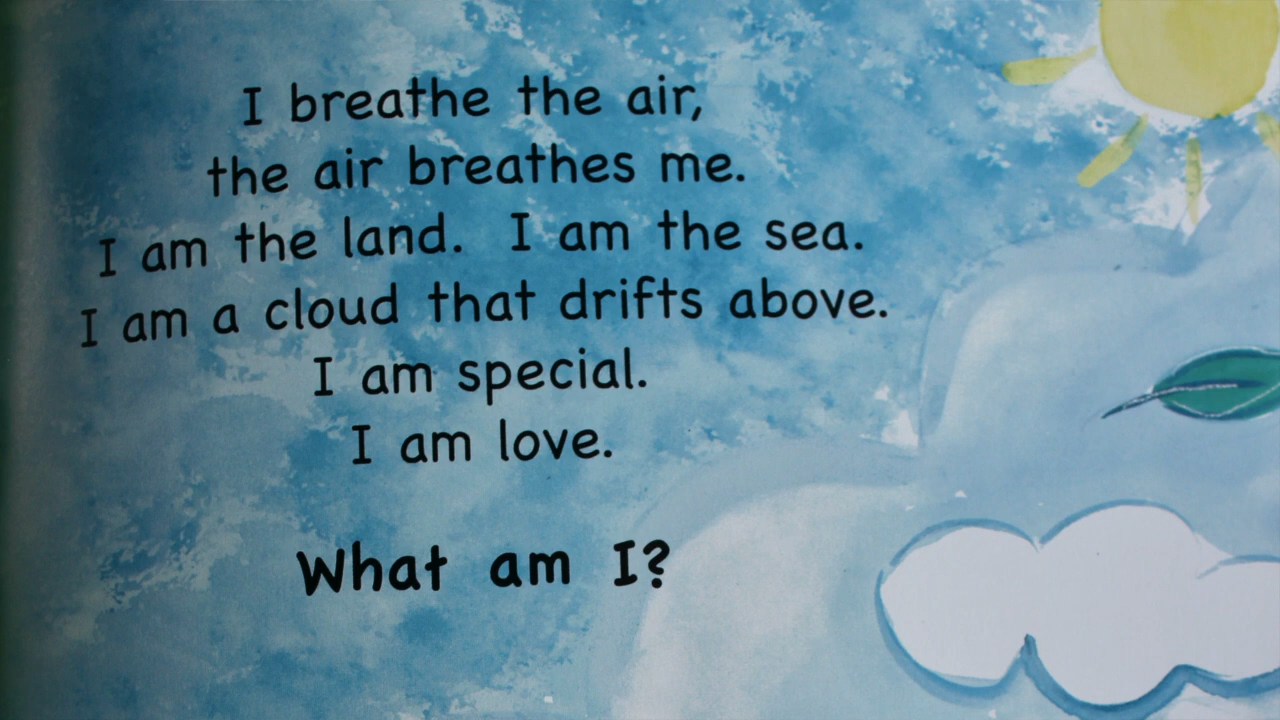 I breathe the air,
the air breathes me.
I am the land. I am the sea.
I am a cloud that drifts above.
I am special.
I am love.
What am I?